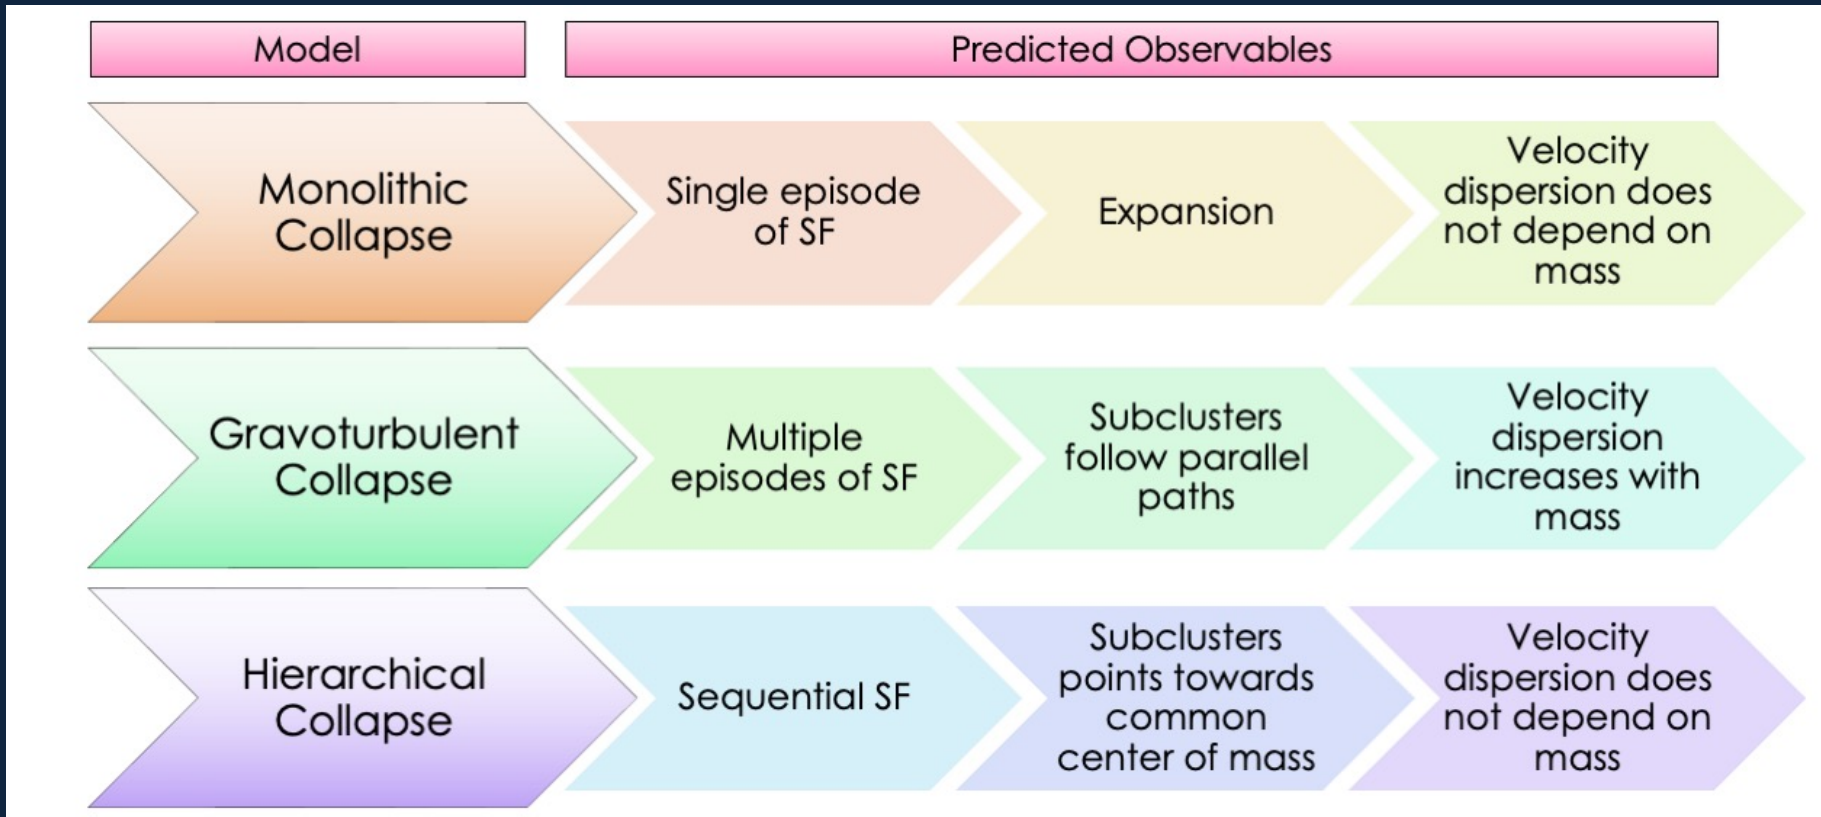 Model
Predicted Observables
Monolithic
Collapse
Single episode
of SF
Expansion
Velocity
dispersion does
not depend on
mass
Gravoturbulent
Collapse
Multiple
episodes of SF
Subclusters
follow parallel
paths
Velocity
dispersion
increases with
mass
Hierarchical
Collapse
Sequential SF
Subclusters
points towards
common
center of mass
Velocity
dispersion does
not depend on
mass